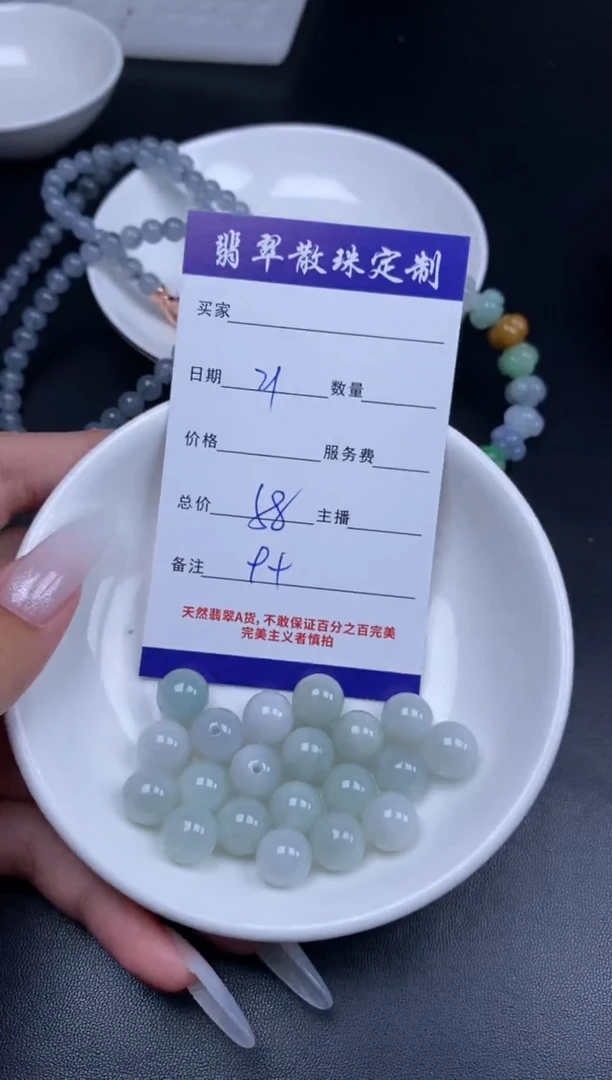 翡翠散珠定制
买家
日期 21 数量
价格 服务费
总价 88 主播
备注
天然翡翠A货,不敢保证百分之百完美
完美主义者慎拍